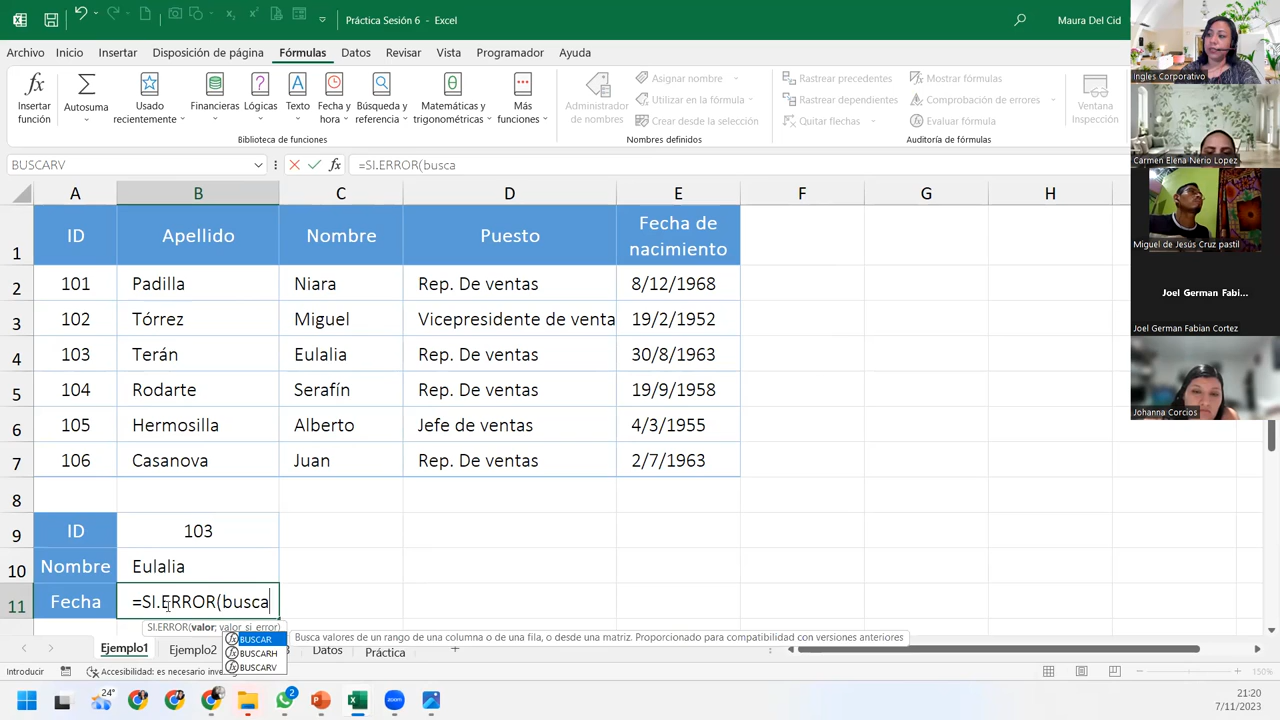 Práctica Sesión 6 - Excel
Maura Del Cid
Archivo Inicio Insertar Disposición de página Fórmulas Datos Revisar Vista Programador Ayuda
Insertar función
Autosuma
Usado recientemente
Financieras
Lógicas
Texto
Fecha y hora
Búsqueda y referencia
Matemáticas y trigonométricas
Más funciones
Biblioteca de funciones
Administrador de nombres
Asignar nombre
Utilizar en la fórmula
Crear desde la selección
Nombres definidos
Rastrear precedentes
Rastrear dependientes
Quitar flechas
Mostrar fórmulas
Comprobación de errores
Evaluar fórmula
Auditoría de fórmulas
Ventana Inspección
BUSCARV
fx
=SI.ERROR(busca
A B C D E F G H
1 ID Apellido Nombre Puesto Fecha de nacimiento
2 101 Padilla Niara Rep. De ventas 8/12/1968
3 102 Tórrez Miguel Vicepresidente de venta 19/2/1952
4 103 Terán Eulalia Rep. De ventas 30/8/1963
5 104 Rodarte Serafín Rep. De ventas 19/9/1958
6 105 Hermosilla Alberto Jefe de ventas 4/3/1955
7 106 Casanova Juan Rep. De ventas 2/7/1963
8
9 ID 103
10 Nombre Eulalia
11 Fecha =SI.ERROR(busca
SI.ERROR(valor; valor_si_error)
BUSCAR
BUSCARH
BUSCARV
Busca valores de un rango de una columna o de una fila, o desde una matriz. Proporcionado para compatibilidad con versiones anteriores
Ejemplo1 Ejemplo2 3 Datos Práctica
Introducir
Accesibilidad: es necesario inve
150%
24°
2
21:20
7/11/2023
Ingles Corporativo
Carmen Elena Nerio Lopez
Miguel de Jesús Cruz pastil
Joel German Fabi...
Joel German Fabian Cortez
Johanna Corcios